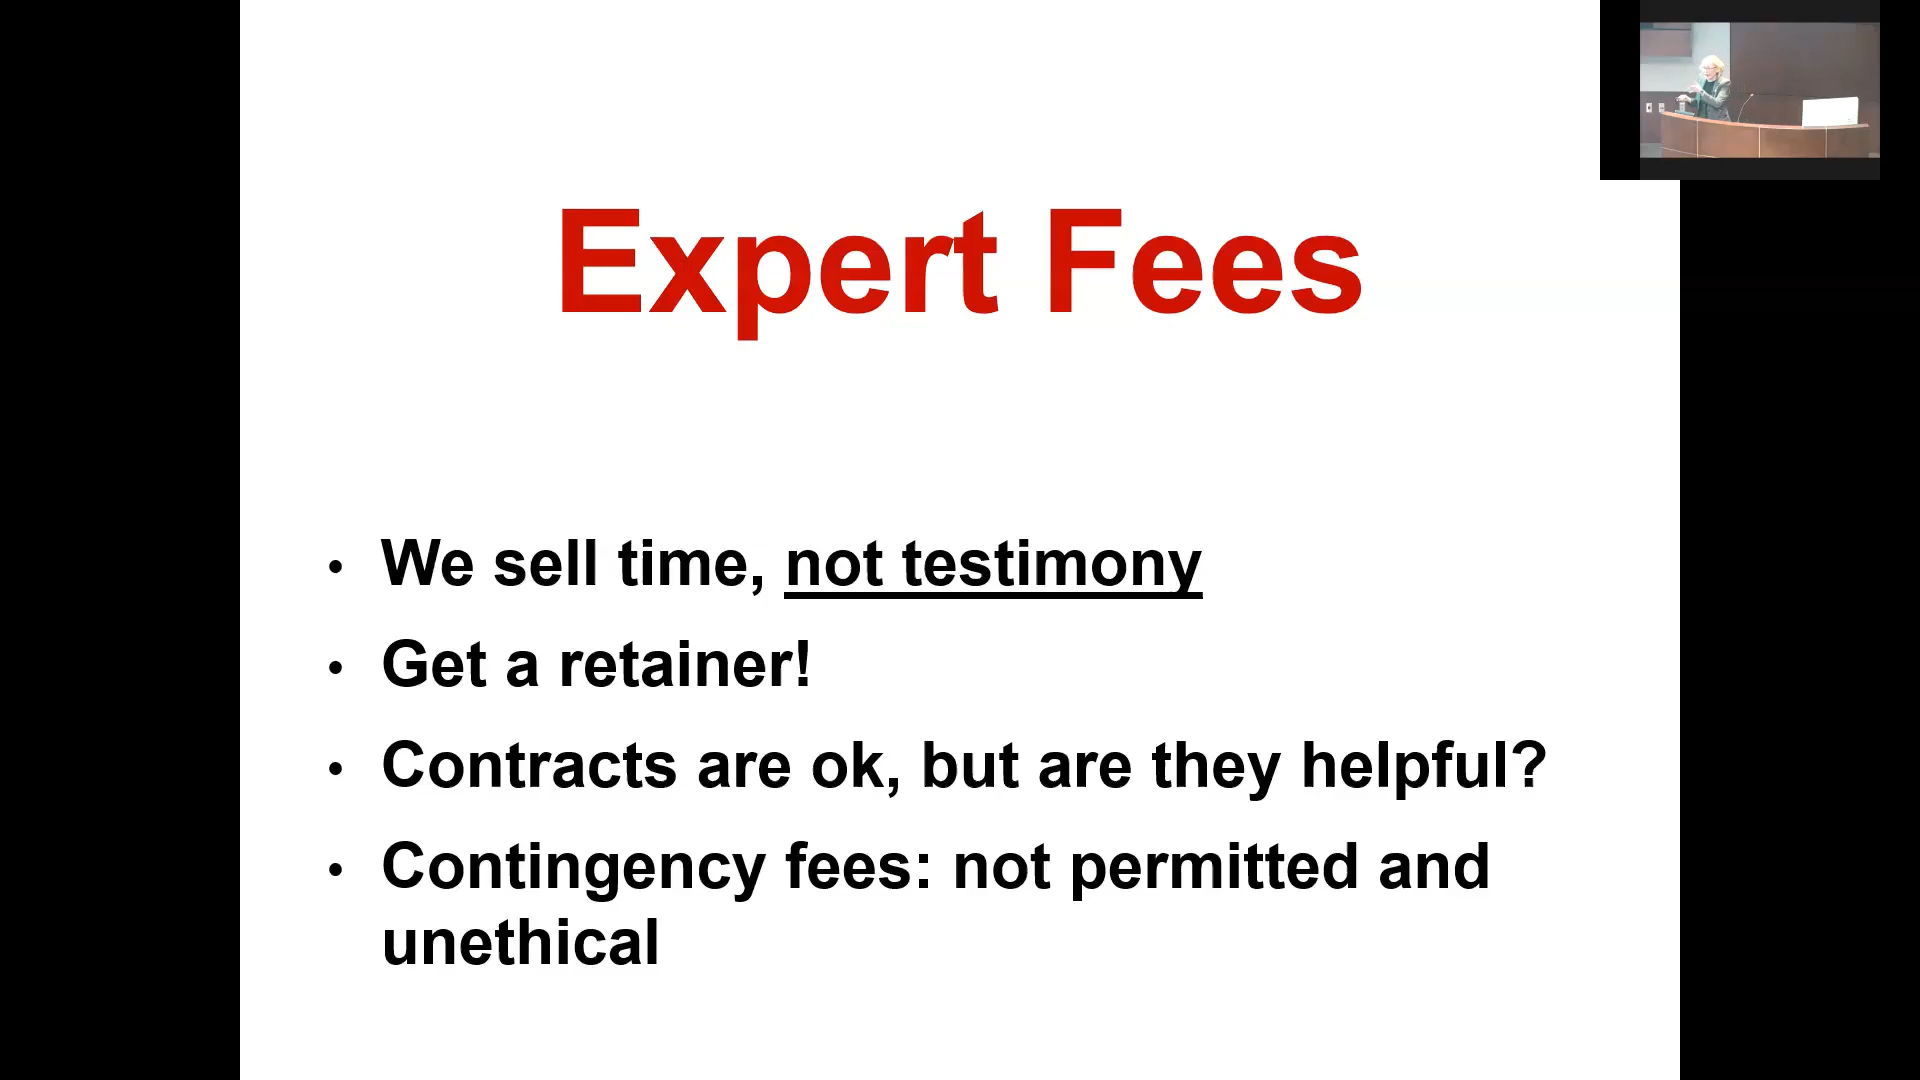 Expert Fees
• We sell time, not testimony
• Get a retainer!
• Contracts are ok, but are they helpful?
• Contingency fees: not permitted and
unethical